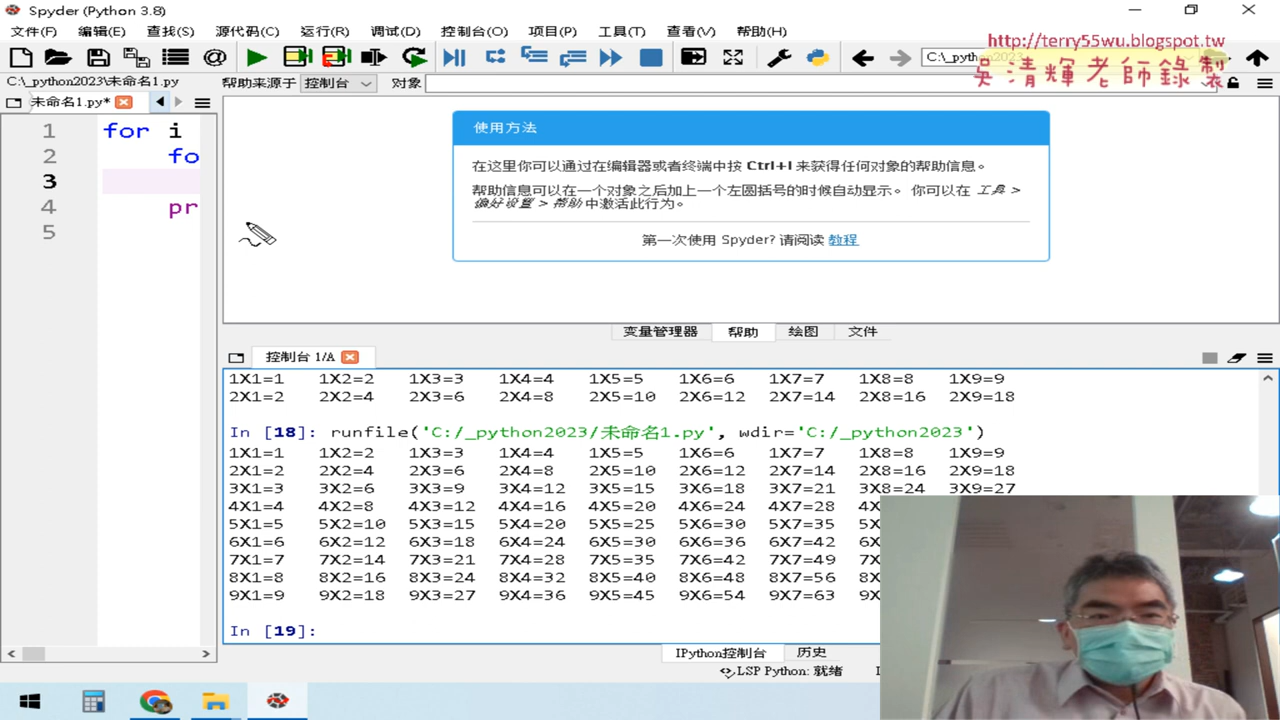 Spyder (Python 3.8)
文件(F) 编辑(E) 查找(S) 源代码(C) 运行(R) 调试(D) 控制台(O) 项目(P) 工具(T) 查看(V) 帮助(H)
http://terry55wu.blogspot.tw
C:\_python2023
吳清輝老師錄製
C:\_python2023\未命名1.py
帮助来源于 控制台 对象
未命名1.py*
1 for i
2 fo
3
4 pr
5
使用方法
在这里你可以通过在编辑器或者终端中按 Ctrl+I 来获得任何对象的帮助信息。
帮助信息可以在一个对象之后加上一个左圆括号的时候自动显示。 你可以在 工具 >
偏好设置 > 帮助 中激活此行为。
第一次使用 Spyder? 请阅读 教程
变量管理器 帮助 绘图 文件
控制台 1/A
1X1=1 1X2=2 1X3=3 1X4=4 1X5=5 1X6=6 1X7=7 1X8=8 1X9=9
2X1=2 2X2=4 2X3=6 2X4=8 2X5=10 2X6=12 2X7=14 2X8=16 2X9=18
In [18]: runfile('C:/_python2023/未命名1.py', wdir='C:/_python2023')
1X1=1 1X2=2 1X3=3 1X4=4 1X5=5 1X6=6 1X7=7 1X8=8 1X9=9
2X1=2 2X2=4 2X3=6 2X4=8 2X5=10 2X6=12 2X7=14 2X8=16 2X9=18
3X1=3 3X2=6 3X3=9 3X4=12 3X5=15 3X6=18 3X7=21 3X8=24 3X9=27
4X1=4 4X2=8 4X3=12 4X4=16 4X5=20 4X6=24 4X7=28 4X
5X1=5 5X2=10 5X3=15 5X4=20 5X5=25 5X6=30 5X7=35 5X
6X1=6 6X2=12 6X3=18 6X4=24 6X5=30 6X6=36 6X7=42 6X
7X1=7 7X2=14 7X3=21 7X4=28 7X5=35 7X6=42 7X7=49 7X
8X1=8 8X2=16 8X3=24 8X4=32 8X5=40 8X6=48 8X7=56 8X
9X1=9 9X2=18 9X3=27 9X4=36 9X5=45 9X6=54 9X7=63 9X
In [19]:
IPython控制台 历史
LSP Python: 就绪